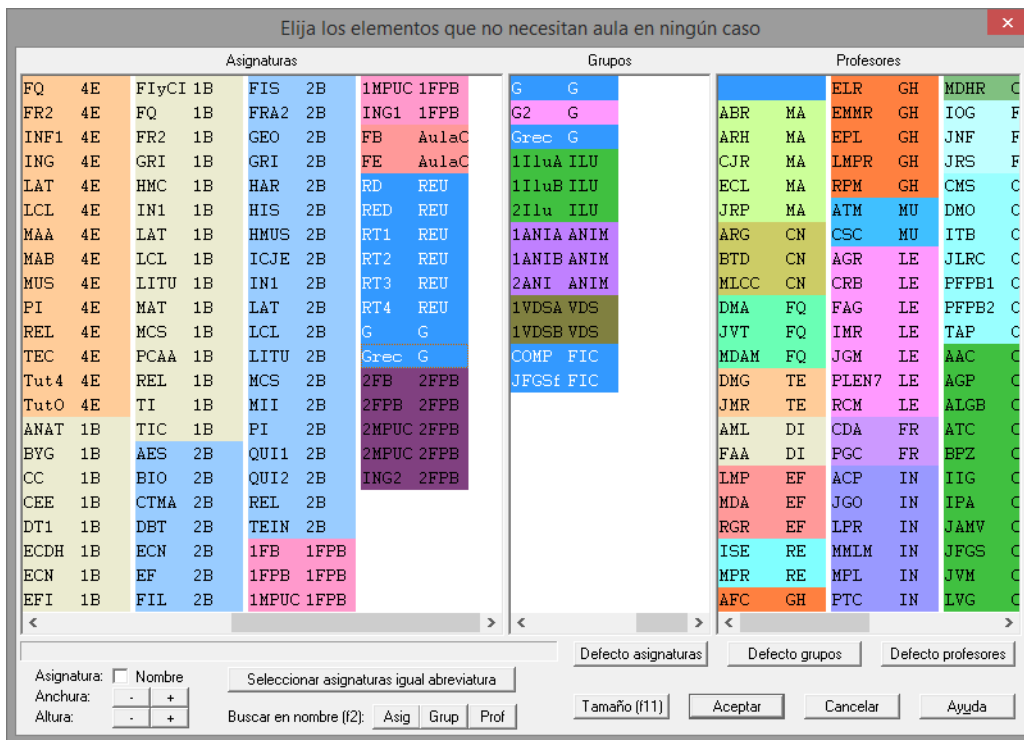 Elija los elementos que no necesitan aula en ningún caso
Asignaturas
FQ 4E
FR2 4E
INF1 4E
ING 4E
LAT 4E
LCL 4E
MAA 4E
MAB 4E
MUS 4E
PI 4E
REL 4E
TEC 4E
Tut4 4E
TutO 4E
ANAT 1B
BYG 1B
CC 1B
CEE 1B
DT1 1B
ECDH 1B
ECN 1B
EFI 1B
FIyCI 1B
FQ 1B
FR2 1B
GRI 1B
HMC 1B
IN1 1B
LAT 1B
LCL 1B
LITU 1B
MAT 1B
MCS 1B
PCAA 1B
REL 1B
TI 1B
TIC 1B
AES 2B
BIO 2B
CTMA 2B
DBT 2B
ECN 2B
EF 2B
FIL 2B
FIS 2B
FRA2 2B
GEO 2B
GRI 2B
HAR 2B
HIS 2B
HMUS 2B
ICJE 2B
IN1 2B
LAT 2B
LCL 2B
LITU 2B
MCS 2B
MII 2B
PI 2B
QUI1 2B
QUI2 2B
REL 2B
TEIN 2B
1FB 1FPB
1FPB 1FPB
1MPUC 1FPB
1MPUC 1FPB
ING1 1FPB
FB AulaC
FE AulaC
RD REU
RED REU
RT1 REU
RT2 REU
RT3 REU
RT4 REU
G G
Grec G
2FB 2FPB
2FPB 2FPB
2MPUC 2FPB
2MPUC 2FPB
ING2 2FPB
Grupos
G G
G2 G
Grec G
1IluA ILU
1IluB ILU
2Ilu ILU
1ANIA ANIM
1ANIB ANIM
2ANI ANIM
1VDSA VDS
1VDSB VDS
COMP FIC
JFGSf FIC
Profesores
ABR MA
ARH MA
CJR MA
ECL MA
JRP MA
ARG CN
BTD CN
MLCC CN
DMA FQ
JVT FQ
MDAM FQ
DMG TE
JMR TE
AML DI
FAA DI
LMP EF
MDA EF
RGR EF
ISE RE
MPR RE
AFC GH
ELR GH
EMMR GH
EPL GH
LMPR GH
RPM GH
ATM MU
CSC MU
AGR LE
CRB LE
FAG LE
IMR LE
JGM LE
PLEN7 LE
RCM LE
CDA FR
PGC FR
ACP IN
JGO IN
LPR IN
MMLM IN
MPL IN
PTC IN
MDHR
IOG
JNF
JRS
CMS
DMO
ITB
JLRC
PFPB1
PFPB2
TAP
AAC
AGP
ALGB
ATC
BPZ
IIG
IPA
JAMV
JFGS
JVM
LVG
Defecto asignaturas
Defecto grupos
Defecto profesores
Asignatura: Nombre
Seleccionar asignaturas igual abreviatura
Anchura: - +
Altura: - +
Buscar en nombre (f2): Asig Grup Prof
Tamaño (f11)
Aceptar
Cancelar
Ayuda